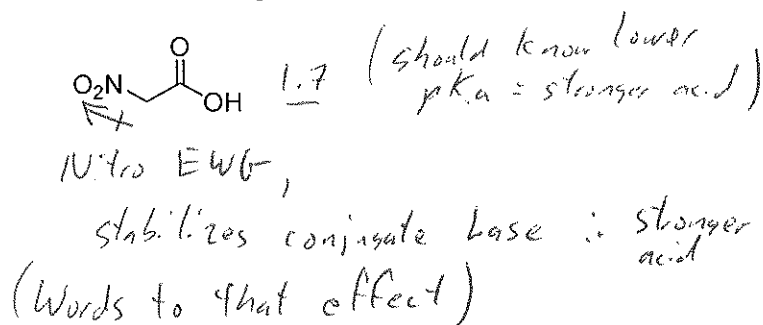 O
O₂N OH 1.7 (should know lower
pKa = stronger acid)
Nitro EWG,
stabilizes conjugate base ∴ stronger
acid
(Words to that effect)